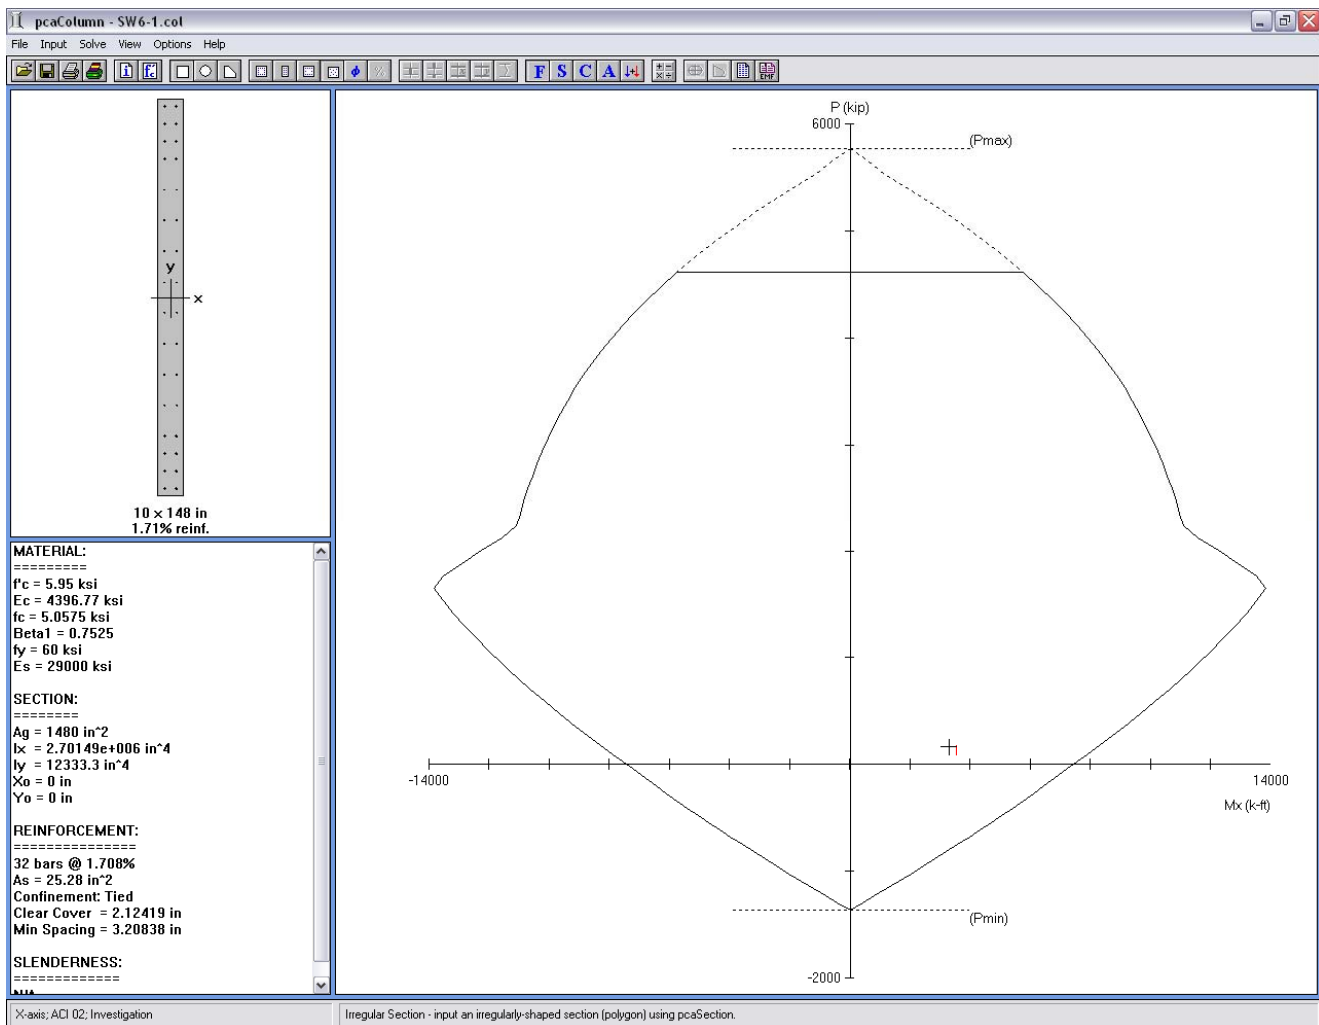 pcaColumn - SW6-1.col
File Input Solve View Options Help
F S C A
EMF
y
x
10 x 148 in
1.71% reinf.
MATERIAL:
=========
f'c = 5.95 ksi
Ec = 4396.77 ksi
fc = 5.0575 ksi
Beta1 = 0.7525
fy = 60 ksi
Es = 29000 ksi
SECTION:
========
Ag = 1480 in^2
Ix = 2.70149e+006 in^4
Iy = 12333.3 in^4
Xo = 0 in
Yo = 0 in
REINFORCEMENT:
===============
32 bars @ 1.708%
As = 25.28 in^2
Confinement: Tied
Clear Cover = 2.12419 in
Min Spacing = 3.20838 in
SLENDERNESS:
=============
P (kip)
6000
(Pmax)
1
-14000
14000
Mx (k-ft)
(Pmin)
-2000
X-axis; ACI 02; Investigation
Irregular Section - input an irregularly-shaped section (polygon) using pcaSection.